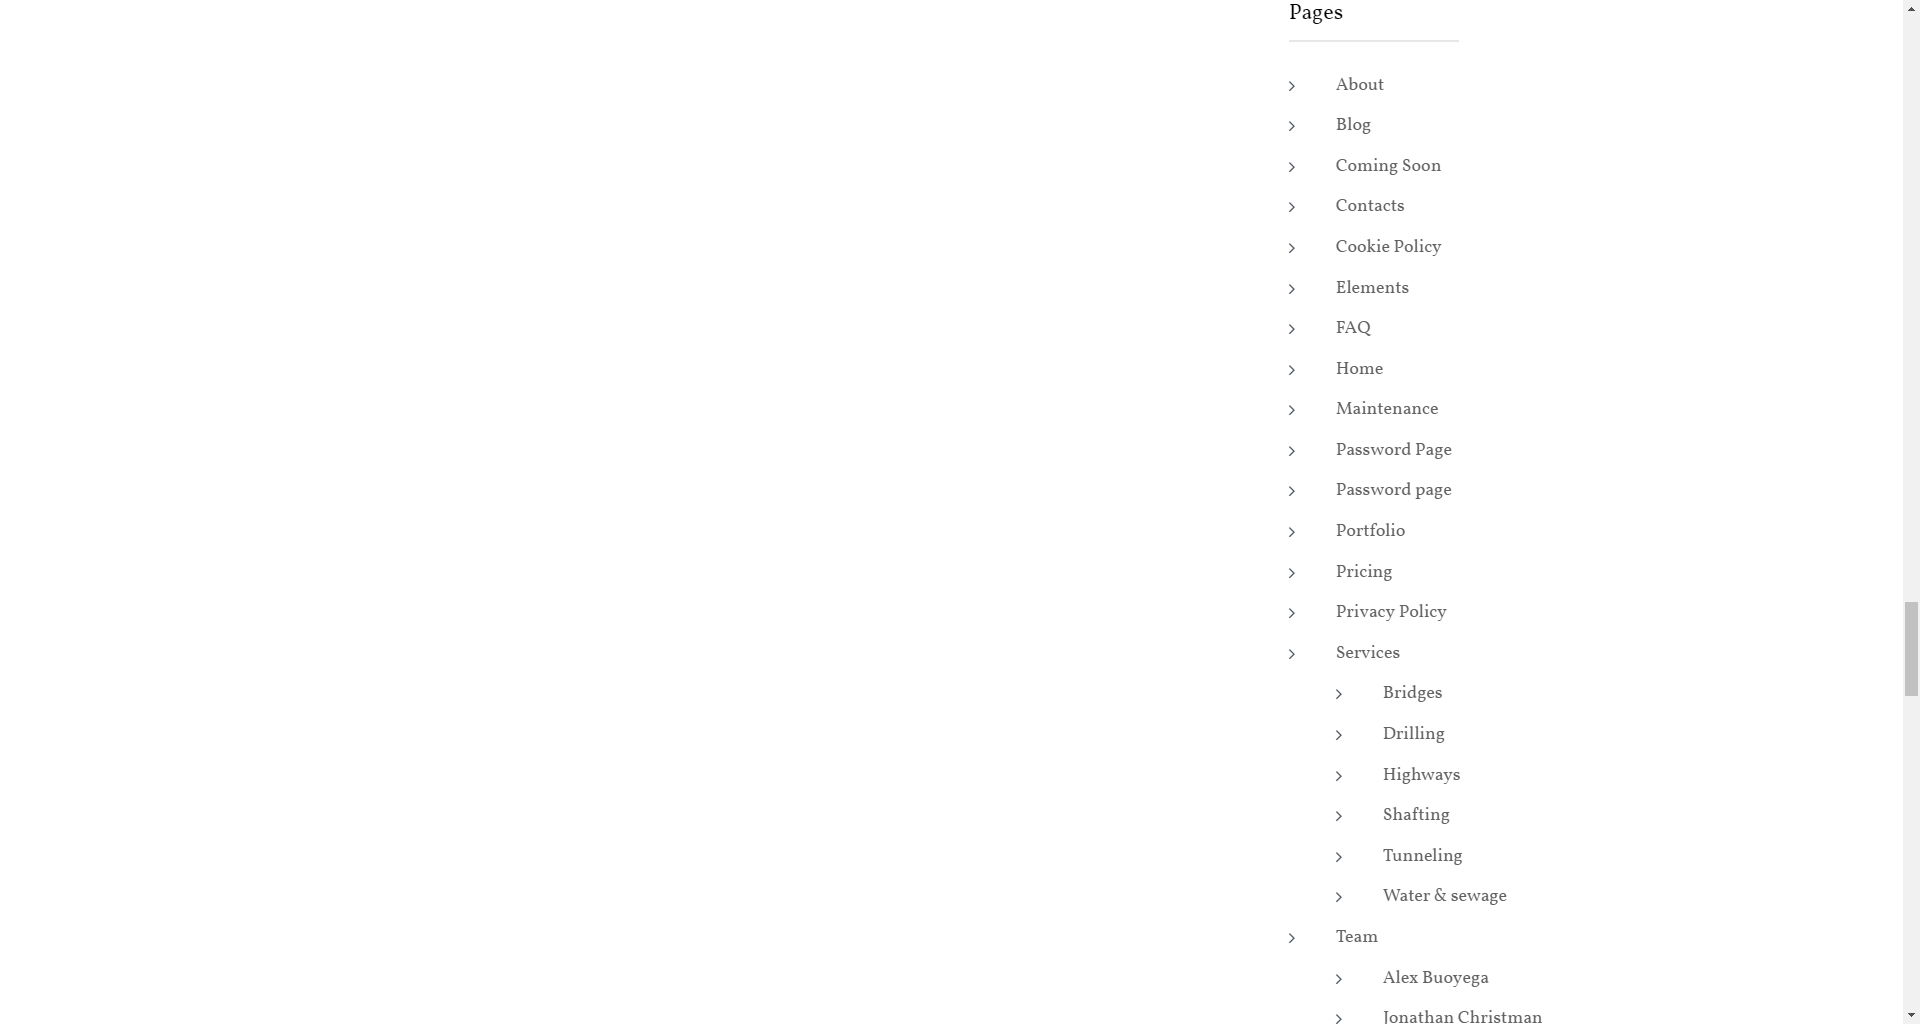 Pages
About
Blog
Coming Soon
Contacts
Cookie Policy
Elements
FAQ
Home
Maintenance
Password Page
Password page
Portfolio
Pricing
Privacy Policy
Services
Bridges
Drilling
Highways
Shafting
Tunneling
Water & sewage
Team
Alex Buoyega
Jonathan Christman